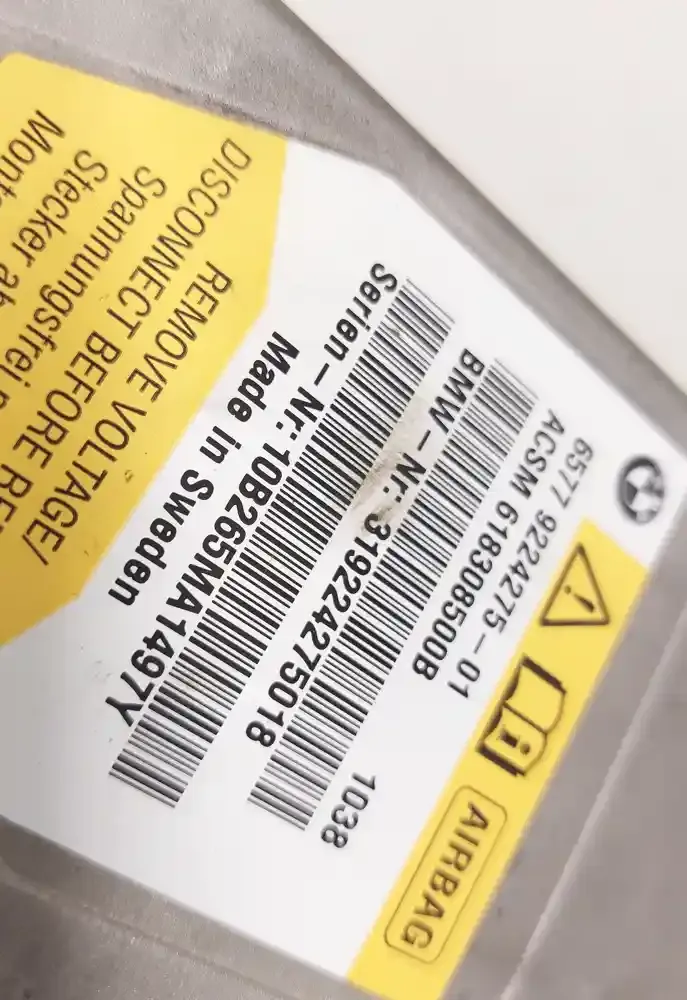 AIRBAG
6577 9224275-01
ACSM 618308500B
1038
BMW-Nr: 319224275018
Serien-Nr: 10B265MA1497Y
Made in Sweden
REMOVE VOLTAGE/
DISCONNECT BEFORE
Spannungsfrei
Stecker